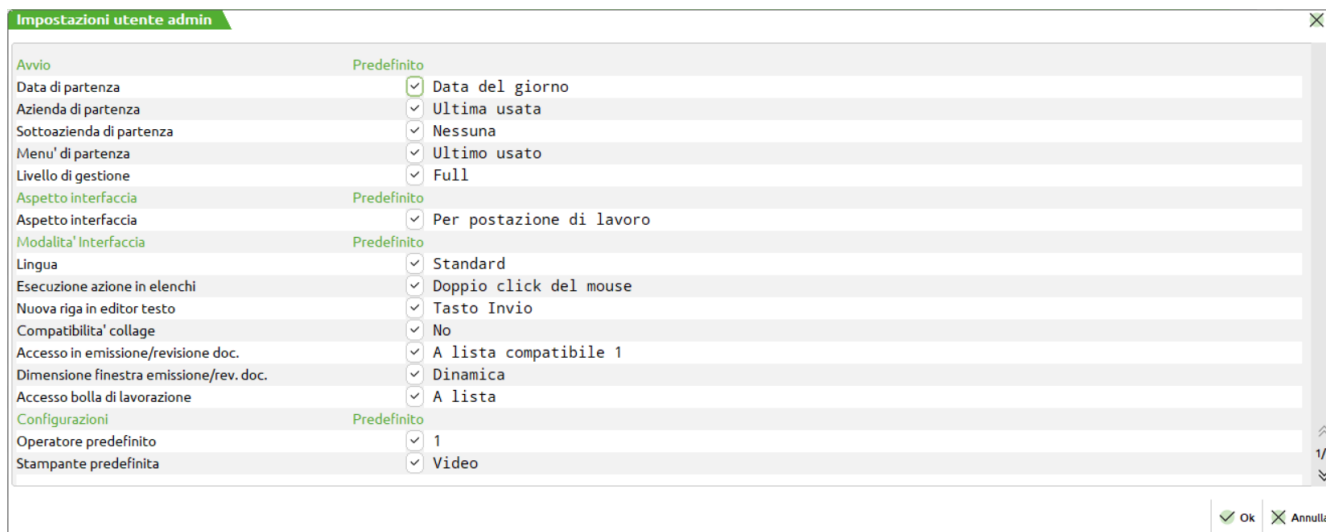 Impostazioni utente admin
Avvio Predefinito
Data di partenza Data del giorno
Azienda di partenza Ultima usata
Sottoazienda di partenza Nessuna
Menu' di partenza Ultimo usato
Livello di gestione Full
Aspetto interfaccia Predefinito
Aspetto interfaccia Per postazione di lavoro
Modalita' Interfaccia Predefinito
Lingua Standard
Esecuzione azione in elenchi Doppio click del mouse
Nuova riga in editor testo Tasto Invio
Compatibilita' collage No
Accesso in emissione/revisione doc. A lista compatibile 1
Dimensione finestra emissione/rev. doc. Dinamica
Accesso bolla di lavorazione A lista
Configurazioni Predefinito
Operatore predefinito 1
Stampante predefinita Video
1/
Ok Annulla